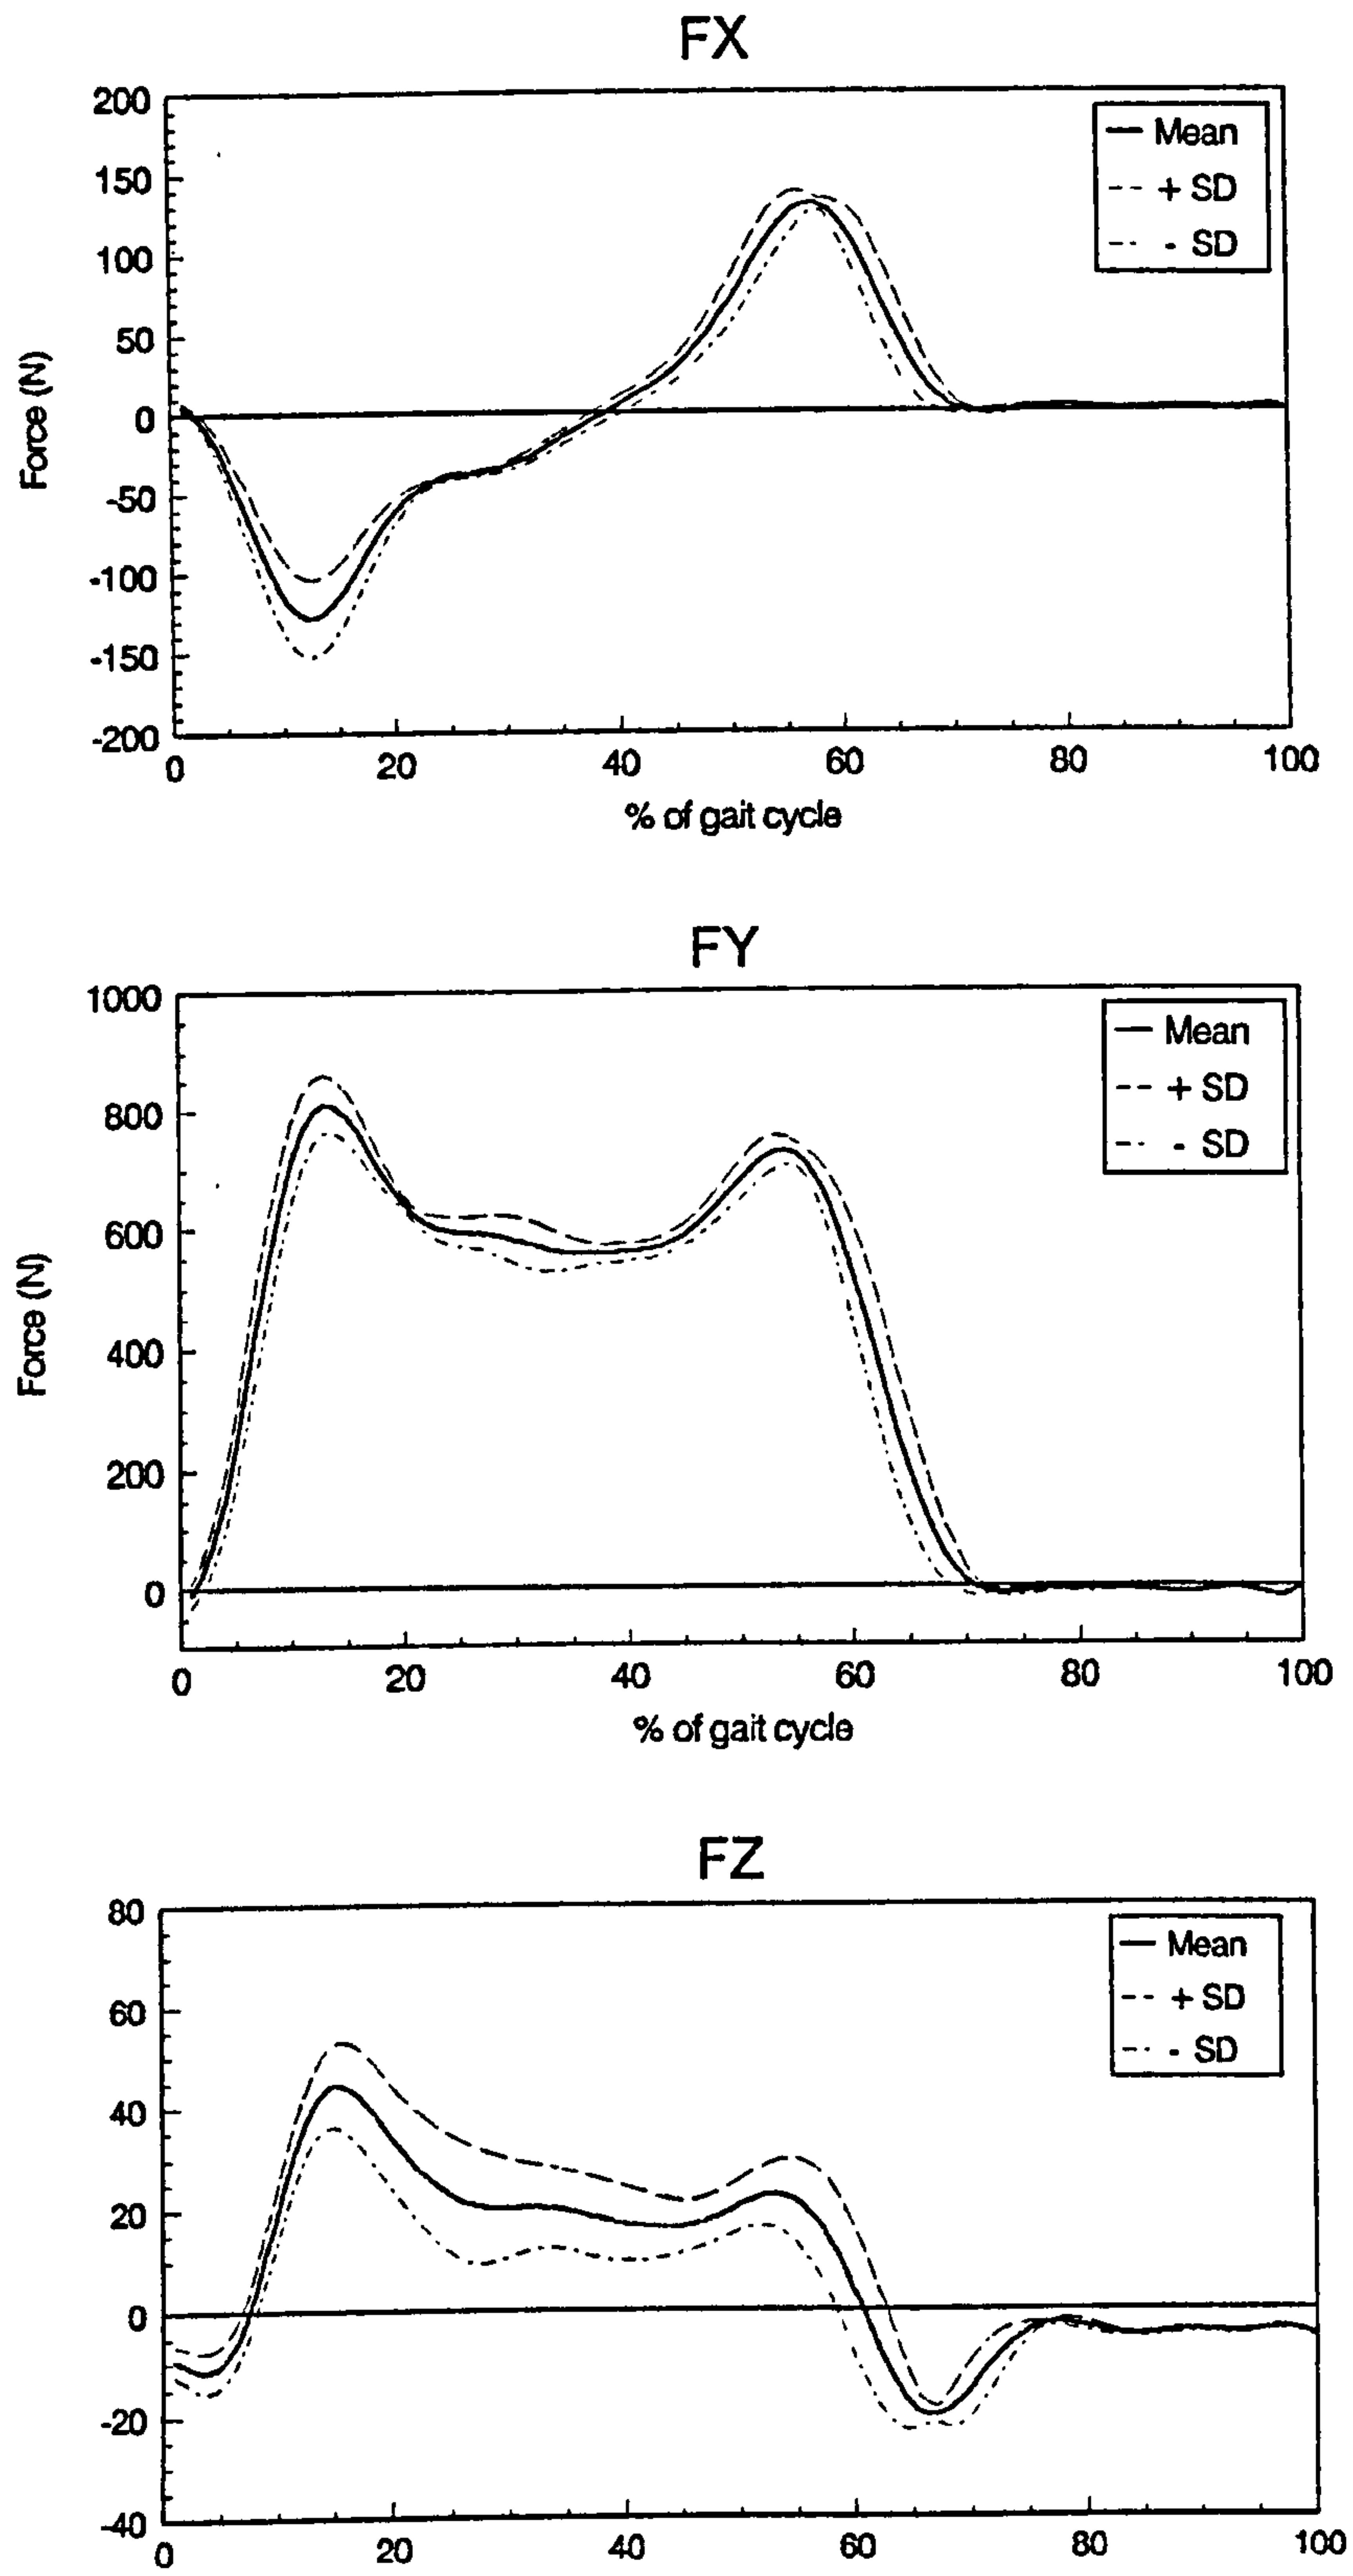 FX
200
150
100
50
0
-50
-100
-150
-200
Force (N)
Mean
+ SD
- SD
0 20 40 60 80 100
% of gait cycle
FY
1000
800
600
400
200
0
Force (N)
Mean
+ SD
- SD
0 20 40 60 80 100
% of gait cycle
FZ
80
60
40
20
0
-20
-40
Mean
+ SD
- SD
0 20 40 60 80 100